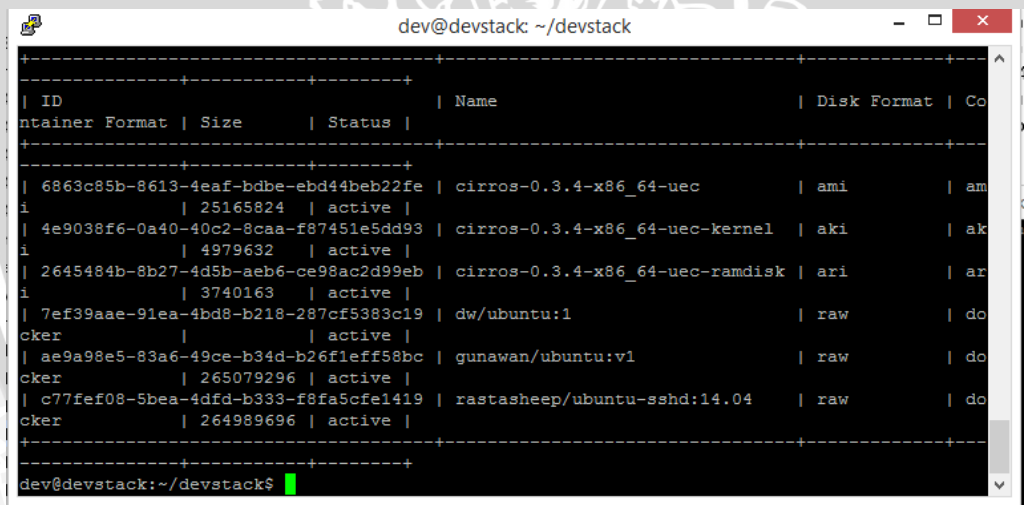 dev@devstack: ~/devstack
+--------------------------------------+----------------------------------+-------------+---
---------------+-----------+--------+
| ID                                   | Name                             | Disk Format | Co
ntainer Format | Size      | Status |
+--------------------------------------+----------------------------------+-------------+---
---------------+-----------+--------+
| 6863c85b-8613-4eaf-bdbe-ebd44beb22fe | cirros-0.3.4-x86_64-uec          | ami         | am
i              | 25165824  | active |
| 4e9038f6-0a40-40c2-8caa-f87451e5dd93 | cirros-0.3.4-x86_64-uec-kernel   | aki         | ak
i              | 4979632   | active |
| 2645484b-8b27-4d5b-aeb6-ce98ac2d99eb | cirros-0.3.4-x86_64-uec-ramdisk | ari         | ar
i              | 3740163   | active |
| 7ef39aae-91ea-4bd8-b218-287cf5383c19 | dw/ubuntu:1                      | raw         | do
cker           |           | active |
| ae9a98e5-83a6-49ce-b34d-b26f1eff58bc | gunawan/ubuntu:v1                | raw         | do
cker           | 265079296 | active |
| c77fef08-5bea-4dfd-b333-f8fa5cfe1419 | rastasheep/ubuntu-sshd:14.04     | raw         | do
cker           | 264989696 | active |
+--------------------------------------+----------------------------------+-------------+---
---------------+-----------+--------+
dev@devstack:~/devstack$